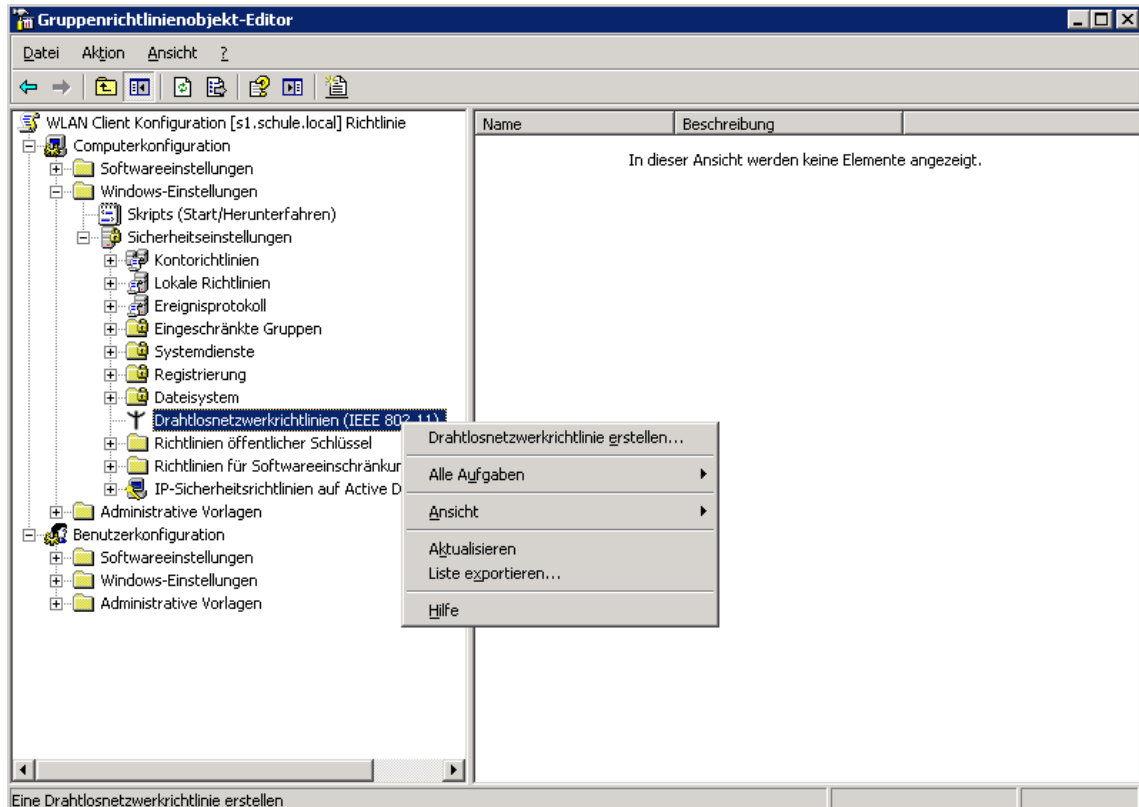 Gruppenrichtlinienobjekt-Editor
Datei Aktion Ansicht ?
WLAN Client Konfiguration [s1.schule.local] Richtlinie
Computerkonfiguration
Softwareeinstellungen
Windows-Einstellungen
Skripts (Start/Herunterfahren)
Sicherheitseinstellungen
Kontorichtlinien
Lokale Richtlinien
Ereignisprotokoll
Eingeschränkte Gruppen
Systemdienste
Registrierung
Dateisystem
Drahtlosnetzwerkrichtlinien (IEEE 802.11)
Richtlinien öffentlicher Schlüssel
Richtlinien für Softwareeinschränkur
IP-Sicherheitsrichtlinien auf Active D
Administrative Vorlagen
Benutzerkonfiguration
Softwareeinstellungen
Windows-Einstellungen
Administrative Vorlagen
Name Beschreibung
In dieser Ansicht werden keine Elemente angezeigt.
Drahtlosnetzwerkrichtlinie erstellen...
Alle Aufgaben
Ansicht
Aktualisieren
Liste exportieren...
Hilfe
Eine Drahtlosnetzwerkrichtlinie erstellen